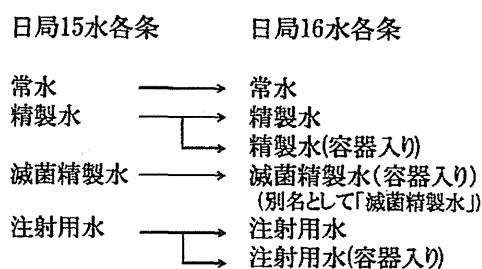 日局15水各条 日局16水各条
常水 常水
精製水 精製水
精製水(容器入り)
滅菌精製水 滅菌精製水(容器入り)
(別名として「滅菌精製水」)
注射用水 注射用水
注射用水(容器入り)